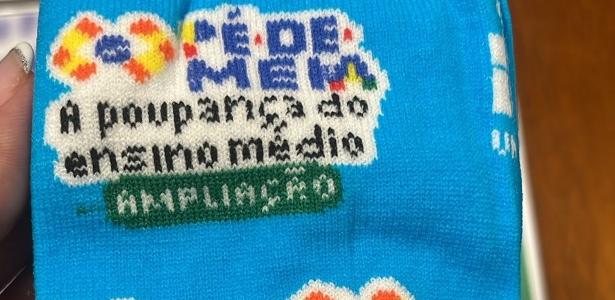 PÉ-DE-
MEIA
A poupança do
ensino médio
AMPLIAÇÃO